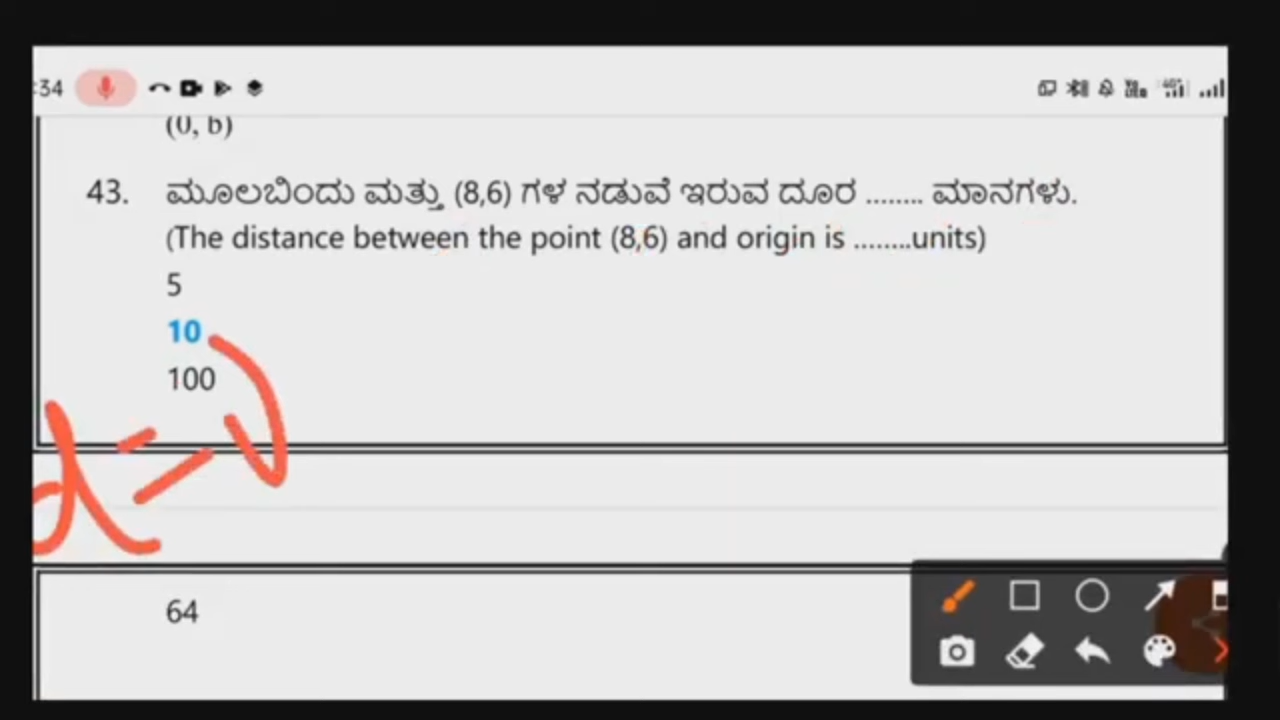 :34
(0, b)
43. ಮೂಲಬಿಂದು ಮತ್ತು (8,6) ಗಳ ನಡುವೆ ಇರುವ ದೂರ ........ ಮಾನಗಳು.
(The distance between the point (8,6) and origin is ........units)
5
10
100
d=√
64